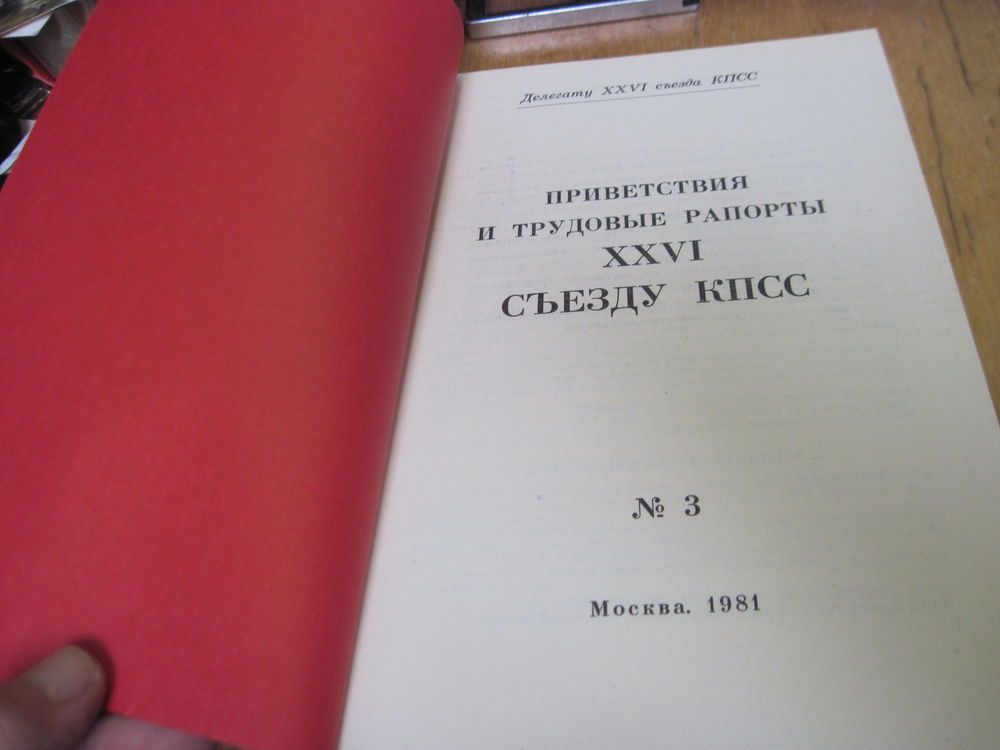 Делегату XXVI съезда КПСС
ПРИВЕТСТВИЯ
И ТРУДОВЫЕ РАПОРТЫ
XXVI
СЪЕЗДУ КПСС
№ 3
Москва. 1981